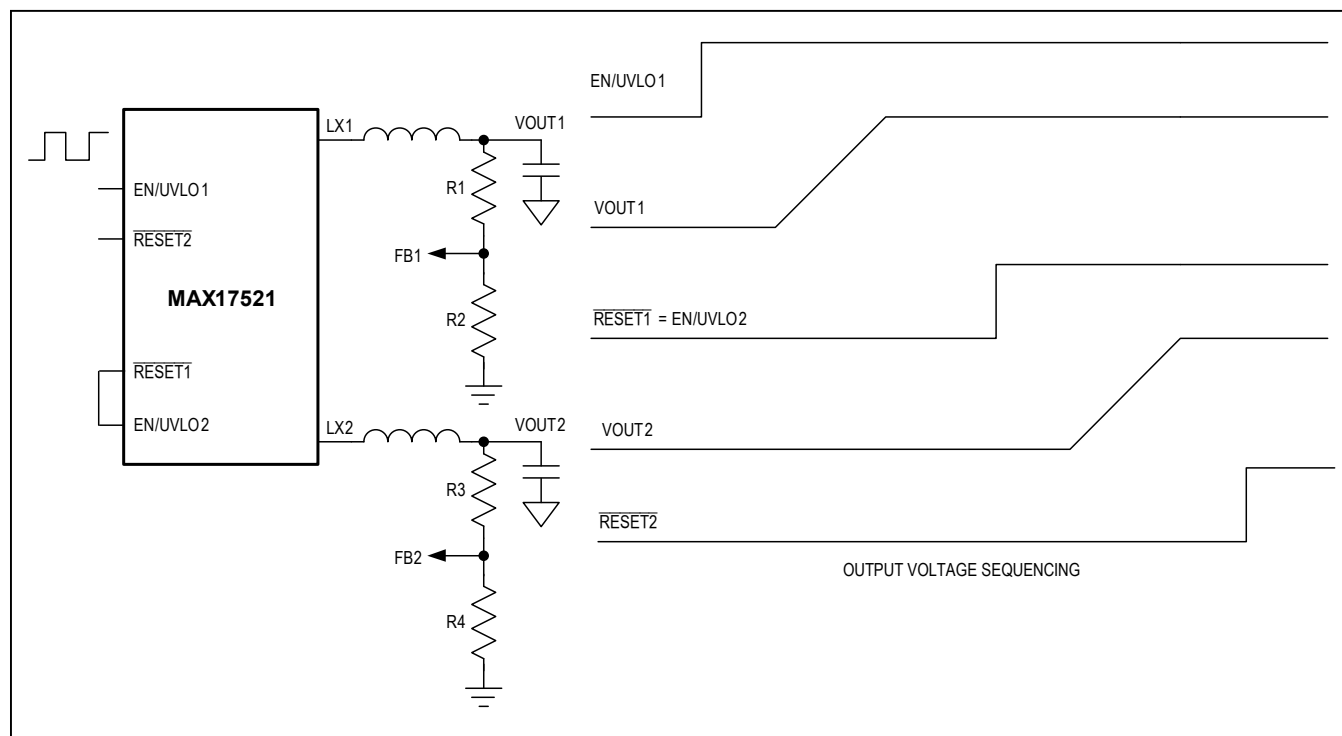 EN/UVLO1
RESET2
MAX17521
RESET1
EN/UVLO2
LX1
VOUT1
R1
FB1
R2
LX2
VOUT2
R3
FB2
R4
EN/UVLO1
VOUT1
RESET1 = EN/UVLO2
VOUT2
RESET2
OUTPUT VOLTAGE SEQUENCING